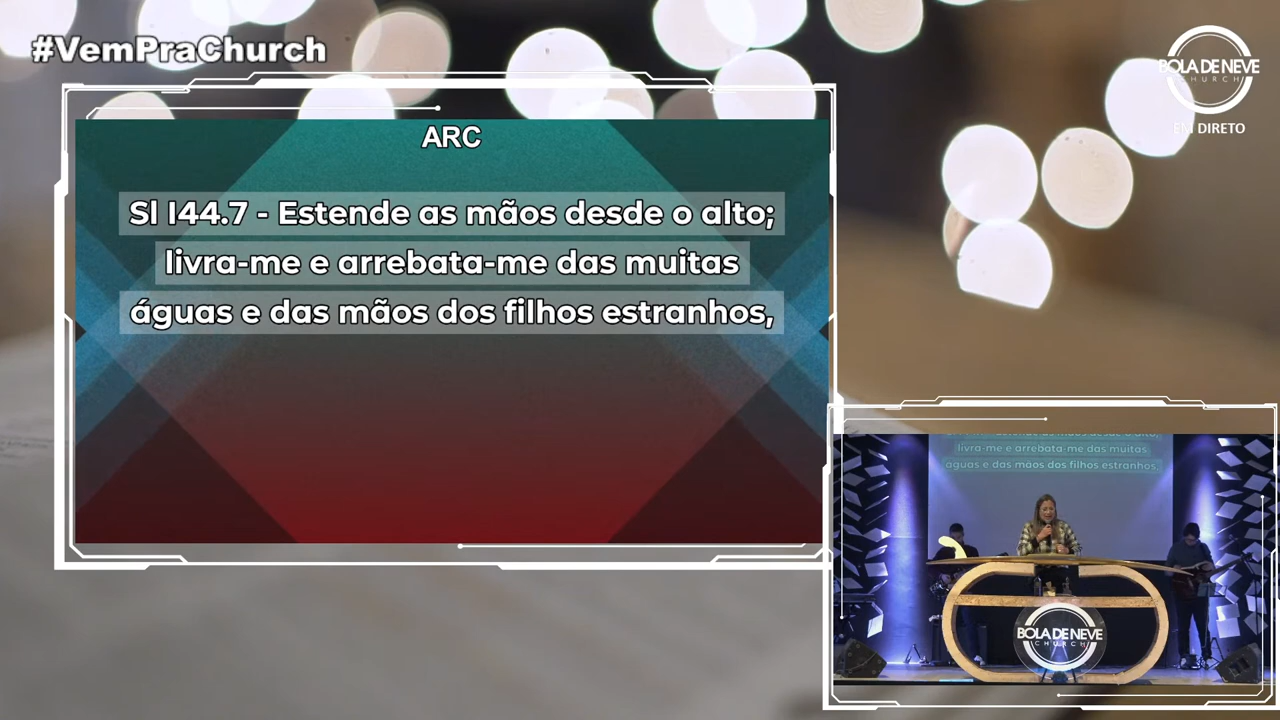 #VemPraChurch
BOLA DE NEVE
CHURCH
EM DIRETO
ARC
Sl 144.7 - Estende as mãos desde o alto;
livra-me e arrebata-me das muitas
águas e das mãos dos filhos estranhos,
livra-me e arrebata-me das muitas
águas e das mãos dos filhos estranhos,
BOLA DE NEVE
CHURCH